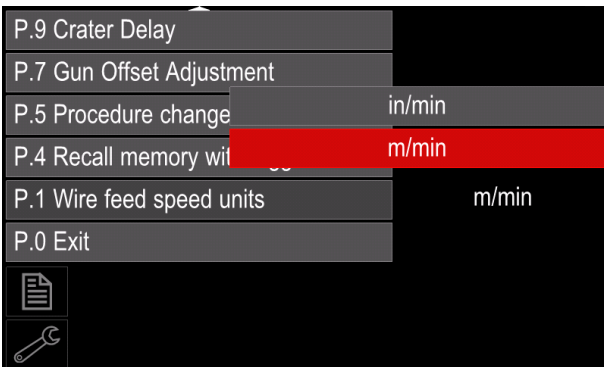 P.9 Crater Delay
P.7 Gun Offset Adjustment
P.5 Procedure change
in/min
P.4 Recall memory wit
m/min
P.1 Wire feed speed units
m/min
P.0 Exit